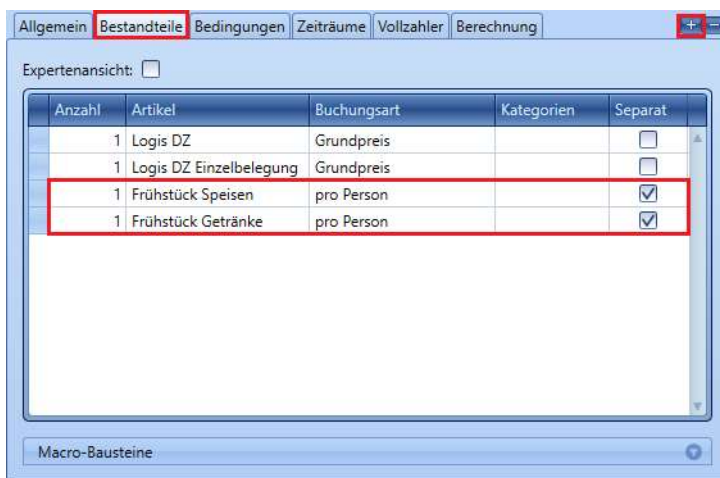 Allgemein Bestandteile Bedingungen Zeiträume Vollzahler Berechnung
Expertenansicht:
Anzahl Artikel Buchungsart Kategorien Separat
1 Logis DZ Grundpreis
1 Logis DZ Einzelbelegung Grundpreis
1 Frühstück Speisen pro Person
1 Frühstück Getränke pro Person
Macro-Bausteine